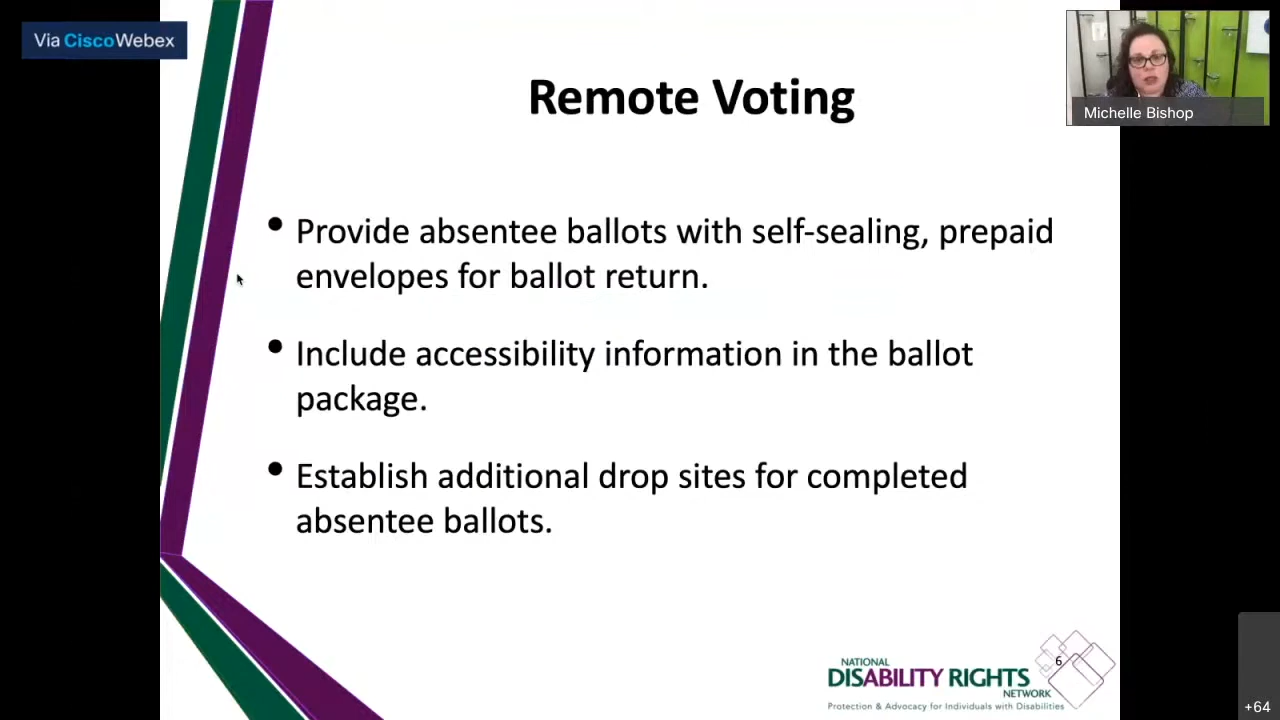 Via Cisco Webex
Michelle Bishop
Remote Voting
• Provide absentee ballots with self-sealing, prepaid
envelopes for ballot return.
• Include accessibility information in the ballot
package.
• Establish additional drop sites for completed
absentee ballots.
6
NATIONAL
DISABILITY RIGHTS
NETWORK
Protection & Advocacy for Individuals with Disabilities
+64